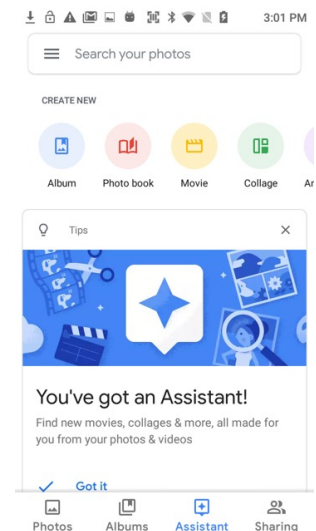 3:01 PM
Search your photos
CREATE NEW
Album
Photo book
Movie
Collage
Tips
You've got an Assistant!
Find new movies, collages & more, all made for
you from your photos & videos
Got it
Photos
Albums
Assistant
Sharing